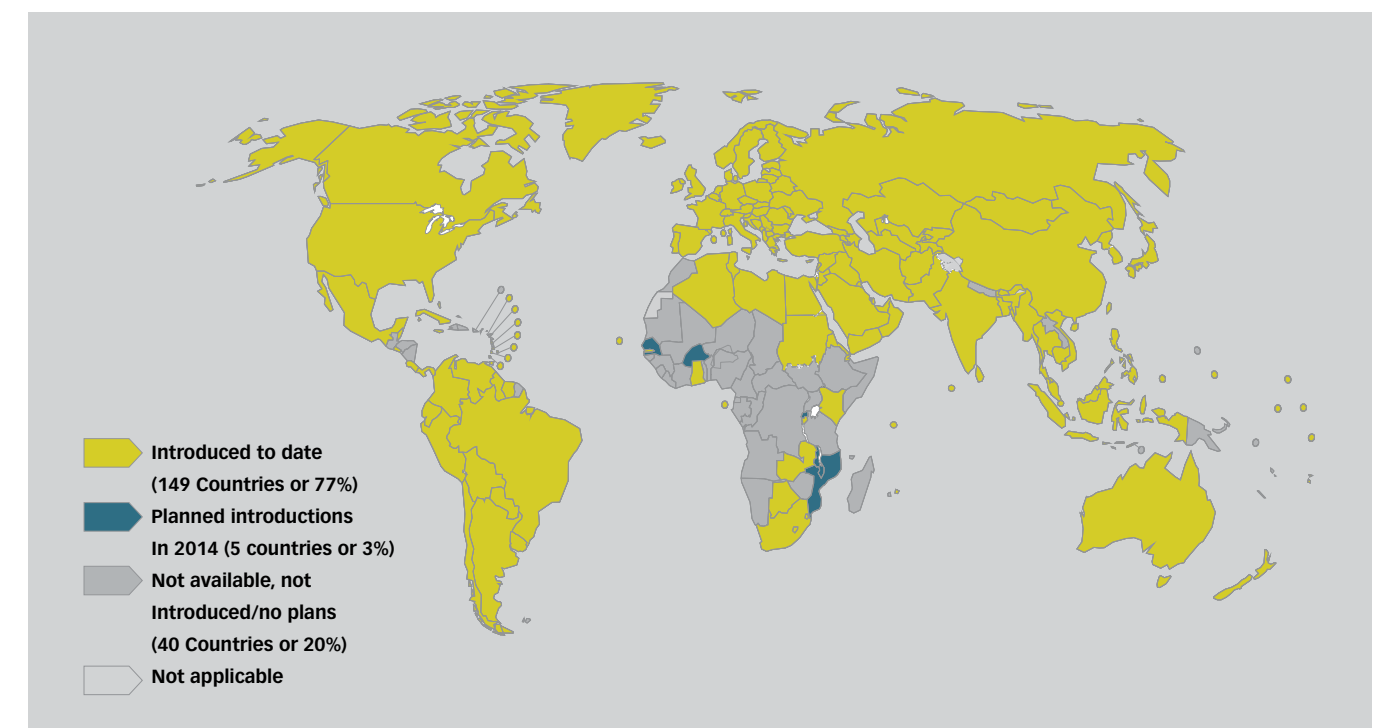 Introduced to date
(149 Countries or 77%)
Planned introductions
In 2014 (5 countries or 3%)
Not available, not
Introduced/no plans
(40 Countries or 20%)
Not applicable